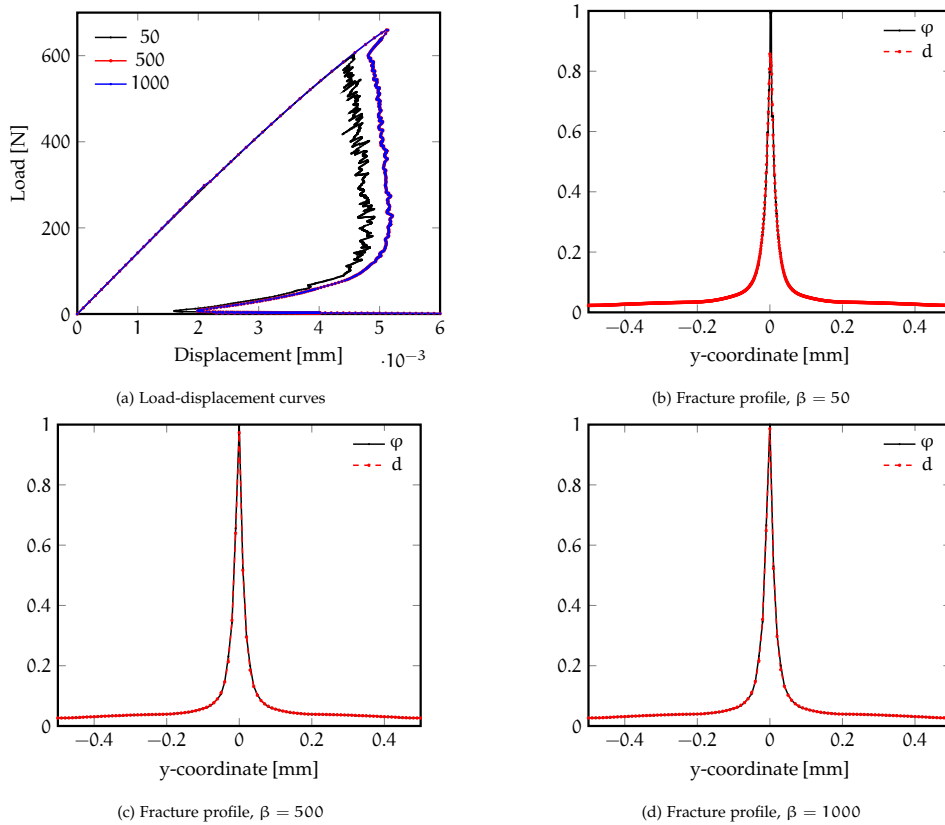 50
500
1000
600
400
200
0
Load [N]
0 1 2 3 4 5 6
Displacement [mm] ·10⁻³
(a) Load-displacement curves
φ
d
1
0.8
0.6
0.4
0.2
0
−0.4 −0.2 0 0.2 0.4
y-coordinate [mm]
(b) Fracture profile, β = 50
φ
d
1
0.8
0.6
0.4
0.2
0
−0.4 −0.2 0 0.2 0.4
y-coordinate [mm]
(c) Fracture profile, β = 500
φ
d
1
0.8
0.6
0.4
0.2
0
−0.4 −0.2 0 0.2 0.4
y-coordinate [mm]
(d) Fracture profile, β = 1000